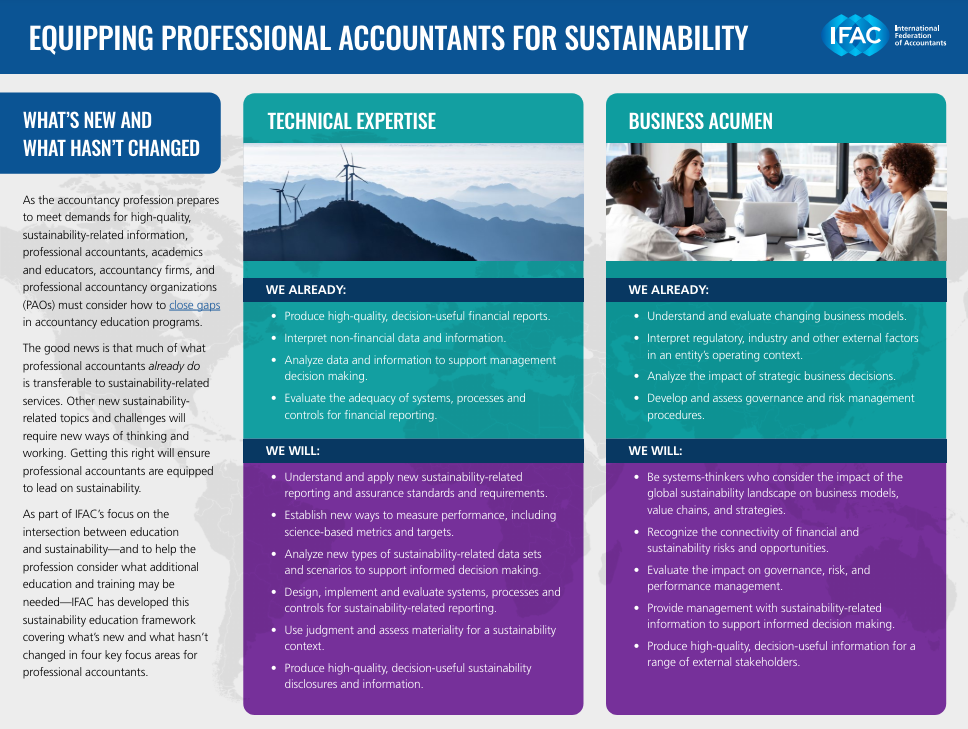 EQUIPPING PROFESSIONAL ACCOUNTANTS FOR SUSTAINABILITY
IFAC
International
Federation
of Accountants
WHAT'S NEW AND
WHAT HASN'T CHANGED
As the accountancy profession prepares
to meet demands for high-quality,
sustainability-related information,
professional accountants, academics
and educators, accountancy firms, and
professional accountancy organizations
(PAOs) must consider how to close gaps
in accountancy education programs.
The good news is that much of what
professional accountants already do
is transferable to sustainability-related
services. Other new sustainability-
related topics and challenges will
require new ways of thinking and
working. Getting this right will ensure
professional accountants are equipped
to lead on sustainability.
As part of IFAC's focus on the
intersection between education
and sustainability—and to help the
profession consider what additional
education and training may be
needed—IFAC has developed this
sustainability education framework
covering what's new and what hasn't
changed in four key focus areas for
professional accountants.
TECHNICAL EXPERTISE
WE ALREADY:
• Produce high-quality, decision-useful financial reports.
• Interpret non-financial data and information.
• Analyze data and information to support management
decision making.
• Evaluate the adequacy of systems, processes and
controls for financial reporting.
WE WILL:
• Understand and apply new sustainability-related
reporting and assurance standards and requirements.
• Establish new ways to measure performance, including
science-based metrics and targets.
• Analyze new types of sustainability-related data sets
and scenarios to support informed decision making.
• Design, implement and evaluate systems, processes and
controls for sustainability-related reporting.
• Use judgment and assess materiality for a sustainability
context.
• Produce high-quality, decision-useful sustainability
disclosures and information.
BUSINESS ACUMEN
WE ALREADY:
• Understand and evaluate changing business models.
• Interpret regulatory, industry and other external factors
in an entity's operating context.
• Analyze the impact of strategic business decisions.
• Develop and assess governance and risk management
procedures.
WE WILL:
• Be systems-thinkers who consider the impact of the
global sustainability landscape on business models,
value chains, and strategies.
• Recognize the connectivity of financial and
sustainability risks and opportunities.
• Evaluate the impact on governance, risk, and
performance management.
• Provide management with sustainability-related
information to support informed decision making.
• Produce high-quality, decision-useful information for a
range of external stakeholders.